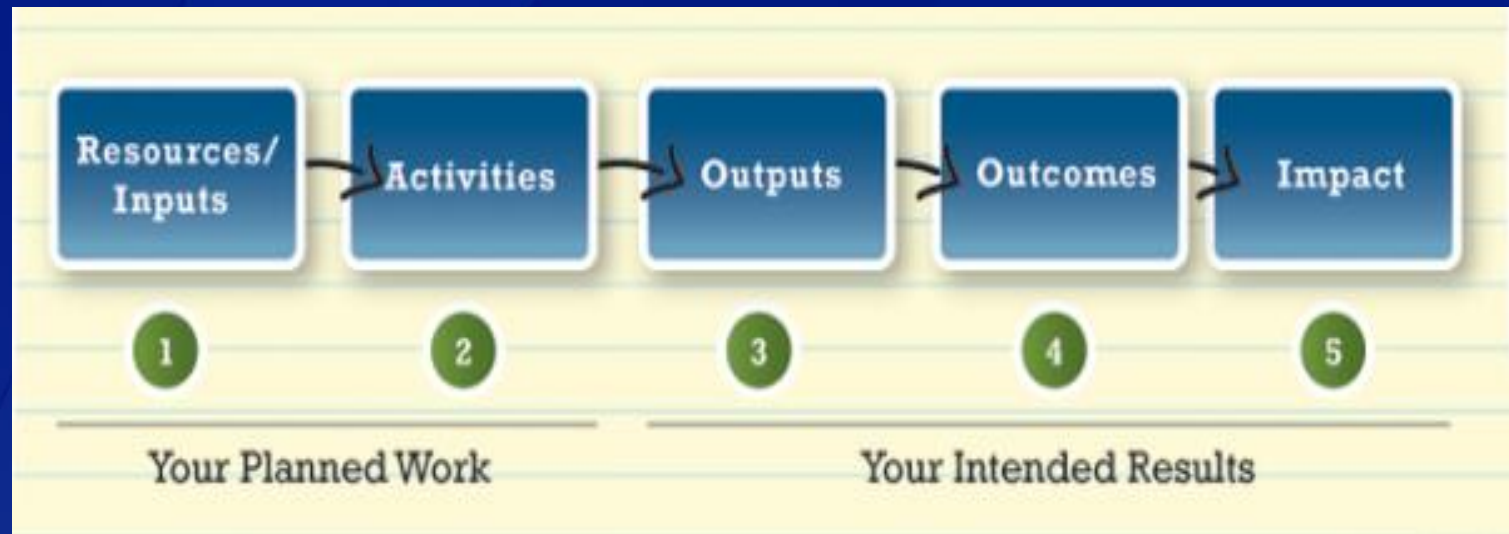 Resources/
Inputs
Activities
Outputs
Outcomes
Impact
1
2
3
4
5
Your Planned Work
Your Intended Results